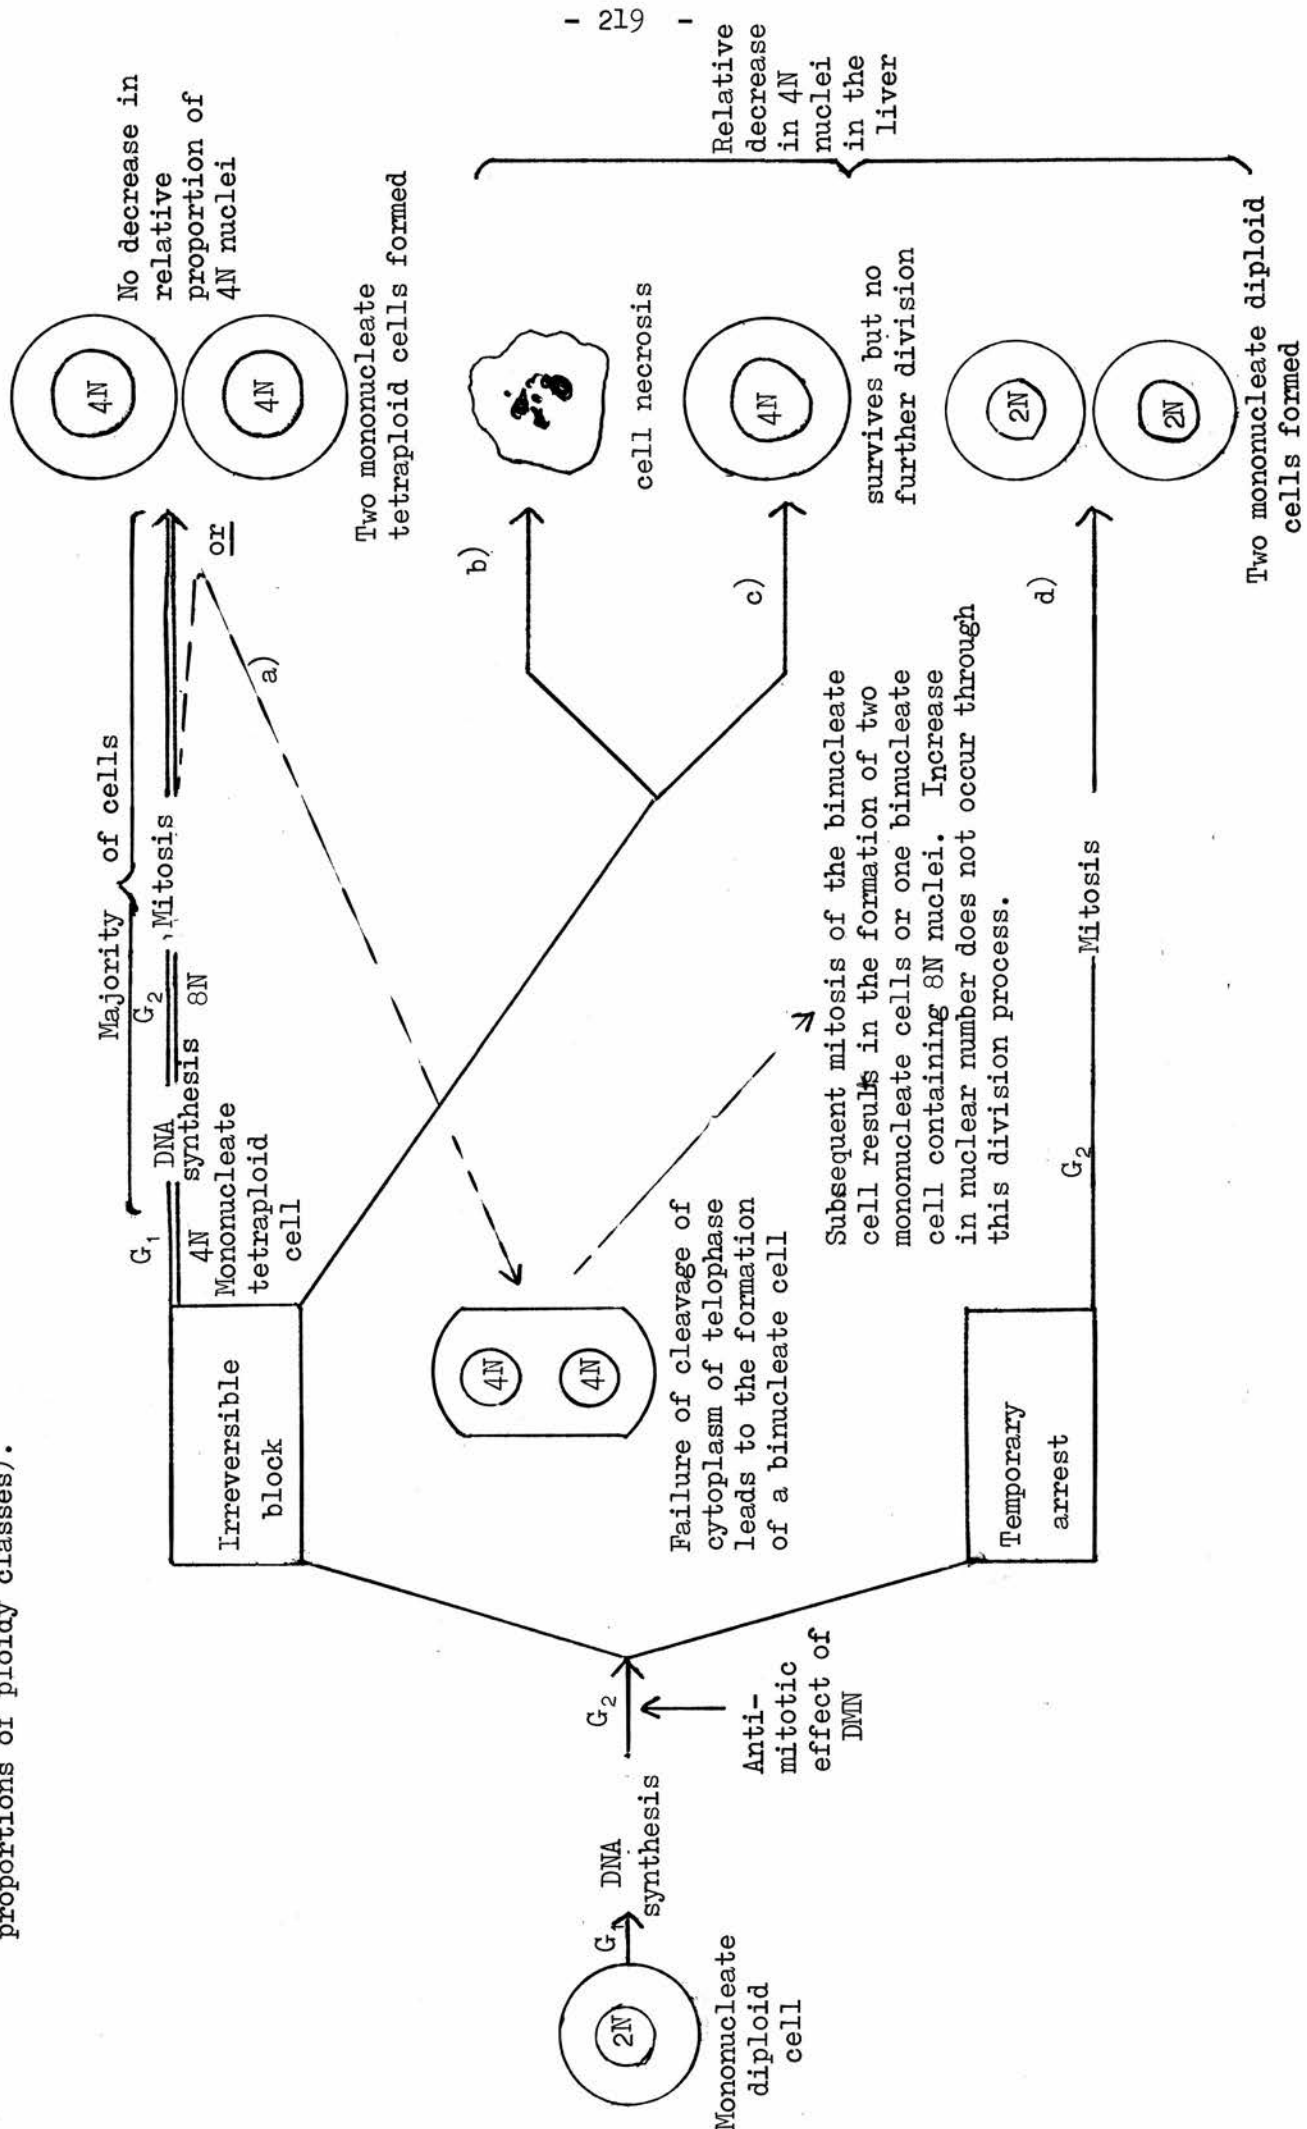 - 219 -
proportions of ploidy classes).
Majority of cells
G1
DNA
synthesis
G2
8N
Mitosis
4N
Mononucleate
tetraploid
cell
or
a)
4N
4N
No decrease in
relative
proportion of
4N nuclei
Two mononucleate
tetraploid cells formed
Irreversible
block
b)
cell necrosis
c)
4N
survives but no
further division
Relative
decrease
in 4N
nuclei
in the
liver
4N
4N
Failure of cleavage of
cytoplasm of telophase
leads to the formation
of a binucleate cell
Subsequent mitosis of the binucleate
cell results in the formation of two
mononucleate cells or one binucleate
cell containing 8N nuclei. Increase
in nuclear number does not occur through
this division process.
2N
Mononucleate
diploid
cell
G1
DNA
synthesis
G2
Anti-
mitotic
effect of
DMN
Temporary
arrest
G2
Mitosis
d)
2N
2N
Two mononucleate diploid
cells formed